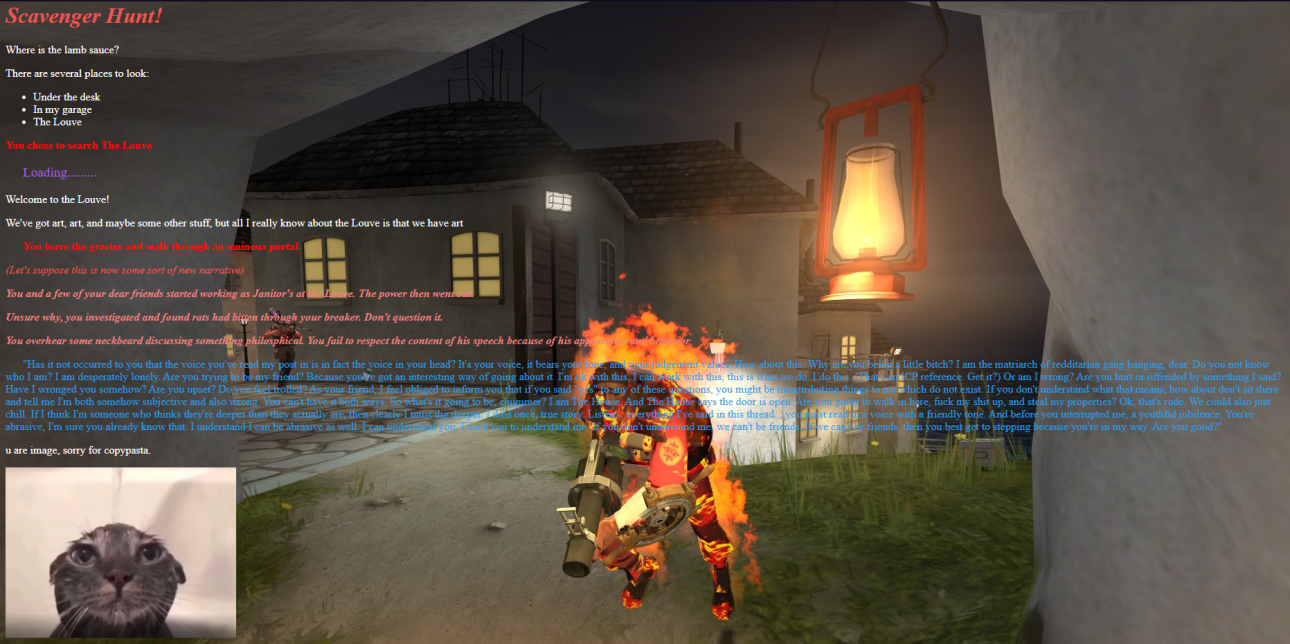 Scavenger Hunt!
Where is the lamb sauce?
There are several places to look:
Under the desk
In my garage
The Louve
You chose to search The Louve
Loading.........
Welcome to the Louve!
We've got art, art, and maybe some other stuff, but all I really know about the Louve is that we have art
You leave the greeter and walk through an ominous portal.
(Let's suppose this is now some sort of new narrative)
You and a few of your dear friends started working as Janitor's at the Louve. The power then went out.
Unsure why, you investigated and found rats had bitten through your breaker. Don't question it.
You overhear some neckbeard discussing something philosphical. You fail to respect the content of his speech because of his
"Has it not occurred to you that the voice you've read my post in is in fact the voice in your head? It's your voice, it bears your tone, and your judgement values. How about this... Why are you being a little bitch? I am the matriarch of redditarian gang banging, dear. Do you not know
who I am? I am desperately lonely. Are you trying to be my friend? Because you've got an interesting way of going about it. I'm ok with this, I can work with this, this is what we do. I do this reference, Get it?) Or am I wrong? Are you hurt or offended by something I said?
Have I wronged you somehow? Are you upset? Do you feel trolled? As your friend, I feel obliged to inform you that if you said 'yes' to any of these questions, you might be attributing things to me which do not exist. If you don't understand what that means, how about don't sit there
and tell me I'm both somehow subjective and also wrong. You can't have it both ways. So what's it going to be, chummer? I am The House. And The House says the door is open. Are you going to walk in here, fuck my shit up, and steal my properties? Ok, that's rude. We could also just
chill. If I think I'm someone who thinks they're deeper than they actually are, then clearly I must dig deeper. I died once, true story. Listen, everything I've said in this thread... you must read in a voice with a friendly tone. And before you interrupted me, a youthful jubilence. You're
abrasive, I'm sure you already know that. I understand I can be abrasive as well. I can understand you. I need you to understand me. If you don't understand me, we can't be friends. If we can't be friends, then you best get to stepping because you're in my way. Are you good?"
u are image, sorry for copypasta.